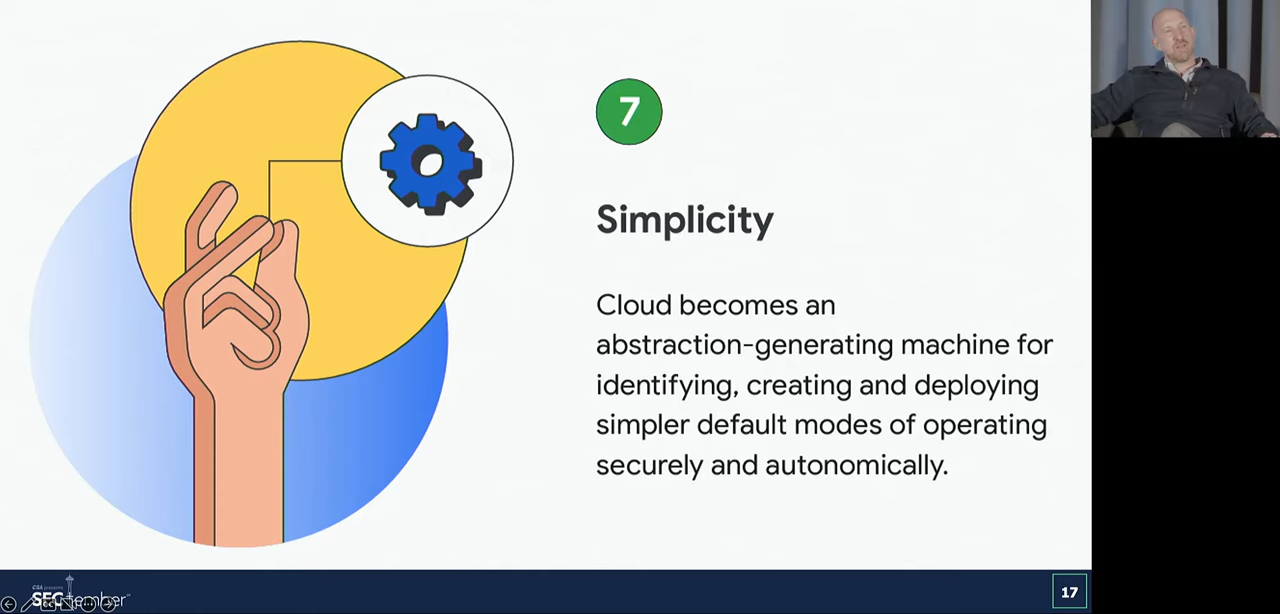 7
Simplicity
Cloud becomes an
abstraction-generating machine for
identifying, creating and deploying
simpler default modes of operating
securely and autonomically.
17